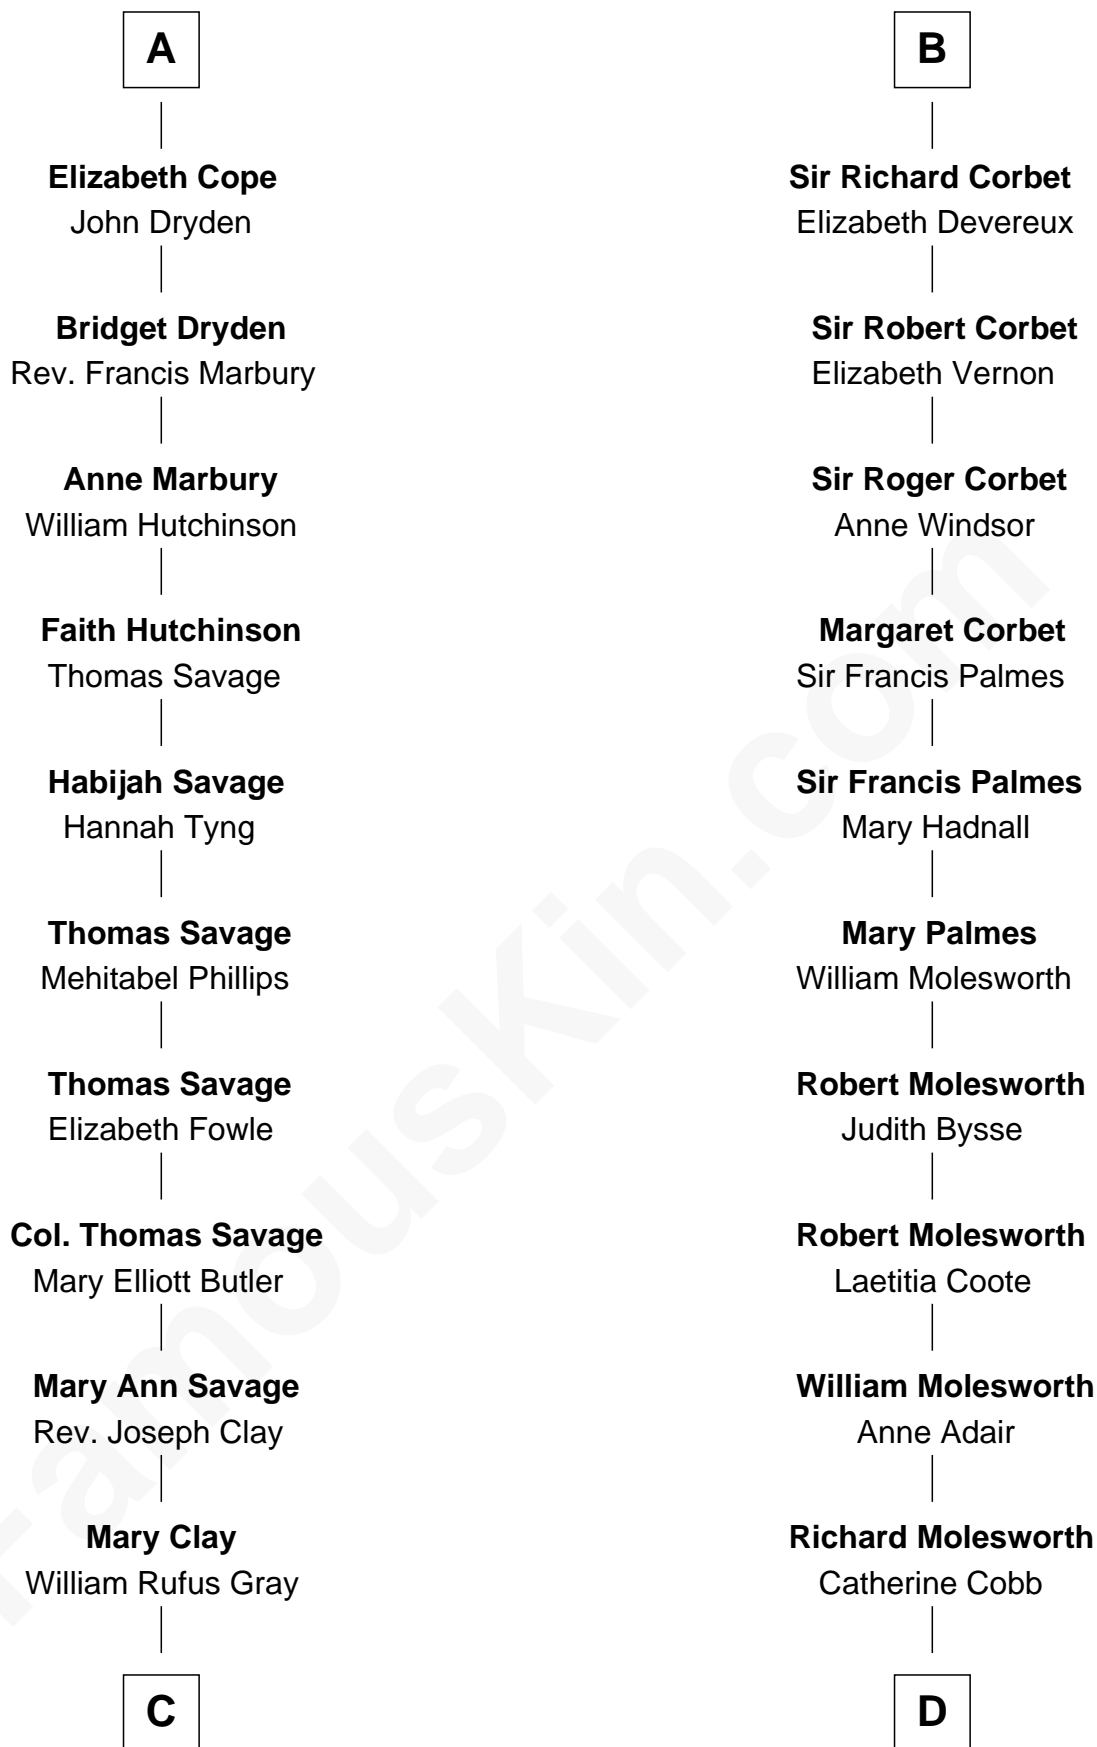 A
Elizabeth Cope
John Dryden
Bridget Dryden
Rev. Francis Marbury
Anne Marbury
William Hutchinson
Faith Hutchinson
Thomas Savage
Habijah Savage
Hannah Tyng
Thomas Savage
Mehitabel Phillips
Thomas Savage
Elizabeth Fowle
Col. Thomas Savage
Mary Elliott Butler
Mary Ann Savage
Rev. Joseph Clay
Mary Clay
William Rufus Gray
C
B
Sir Richard Corbet
Elizabeth Devereux
Sir Robert Corbet
Elizabeth Vernon
Sir Roger Corbet
Anne Windsor
Margaret Corbet
Sir Francis Palmes
Sir Francis Palmes
Mary Hadnall
Mary Palmes
William Molesworth
Robert Molesworth
Judith Bysse
Robert Molesworth
Laetitia Coote
William Molesworth
Anne Adair
Richard Molesworth
Catherine Cobb
D
FamousKin.com